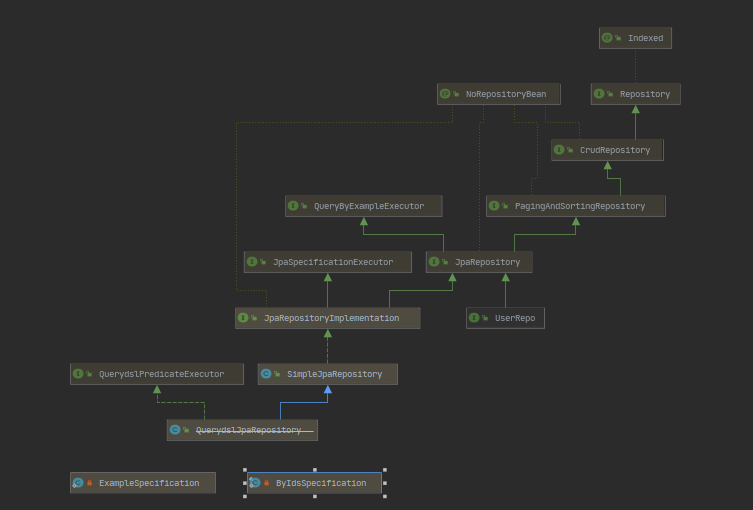 Indexed
NoRepositoryBean
Repository
CrudRepository
QueryByExampleExecutor
PagingAndSortingRepository
JpaSpecificationExecutor
JpaRepository
JpaRepositoryImplementation
UserRepo
QuerydslPredicateExecutor
SimpleJpaRepository
QuerydslJpaRepository
ExampleSpecification
ByIdsSpecification